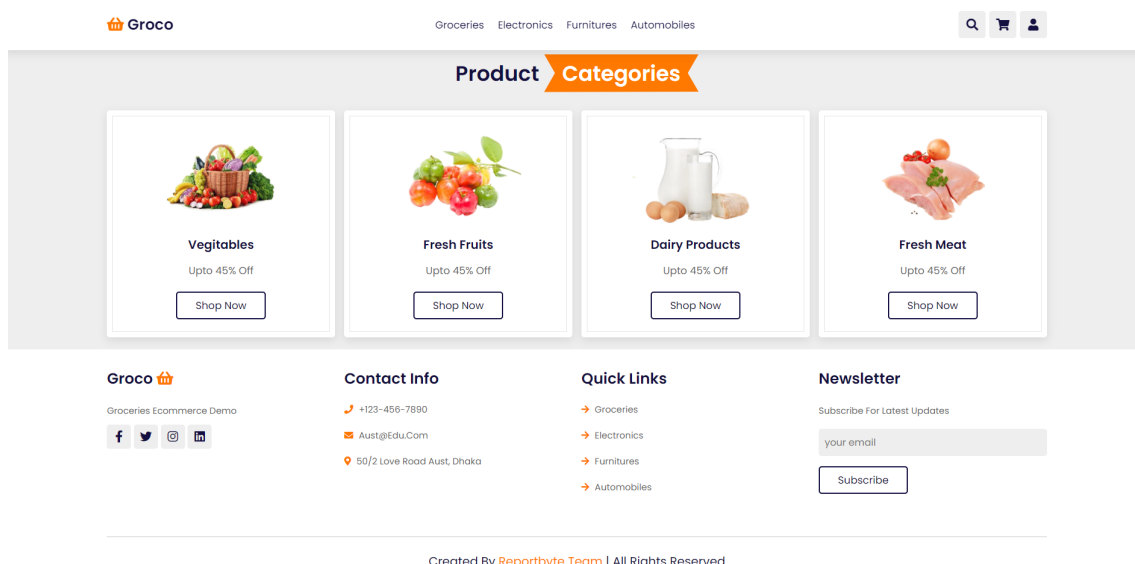 Groco
Groceries Electronics Furnitures Automobiles
Product Categories
Vegitables
Upto 45% Off
Shop Now
Fresh Fruits
Upto 45% Off
Shop Now
Dairy Products
Upto 45% Off
Shop Now
Fresh Meat
Upto 45% Off
Shop Now
Groco
Groceries Ecommerce Demo
Contact Info
+123-456-7890
Aust@Edu.Com
50/2 Love Road Aust, Dhaka
Quick Links
Groceries
Electronics
Furnitures
Automobiles
Newsletter
Subscribe For Latest Updates
your email
Subscribe
Created By Reportbyte Team | All Rights Reserved